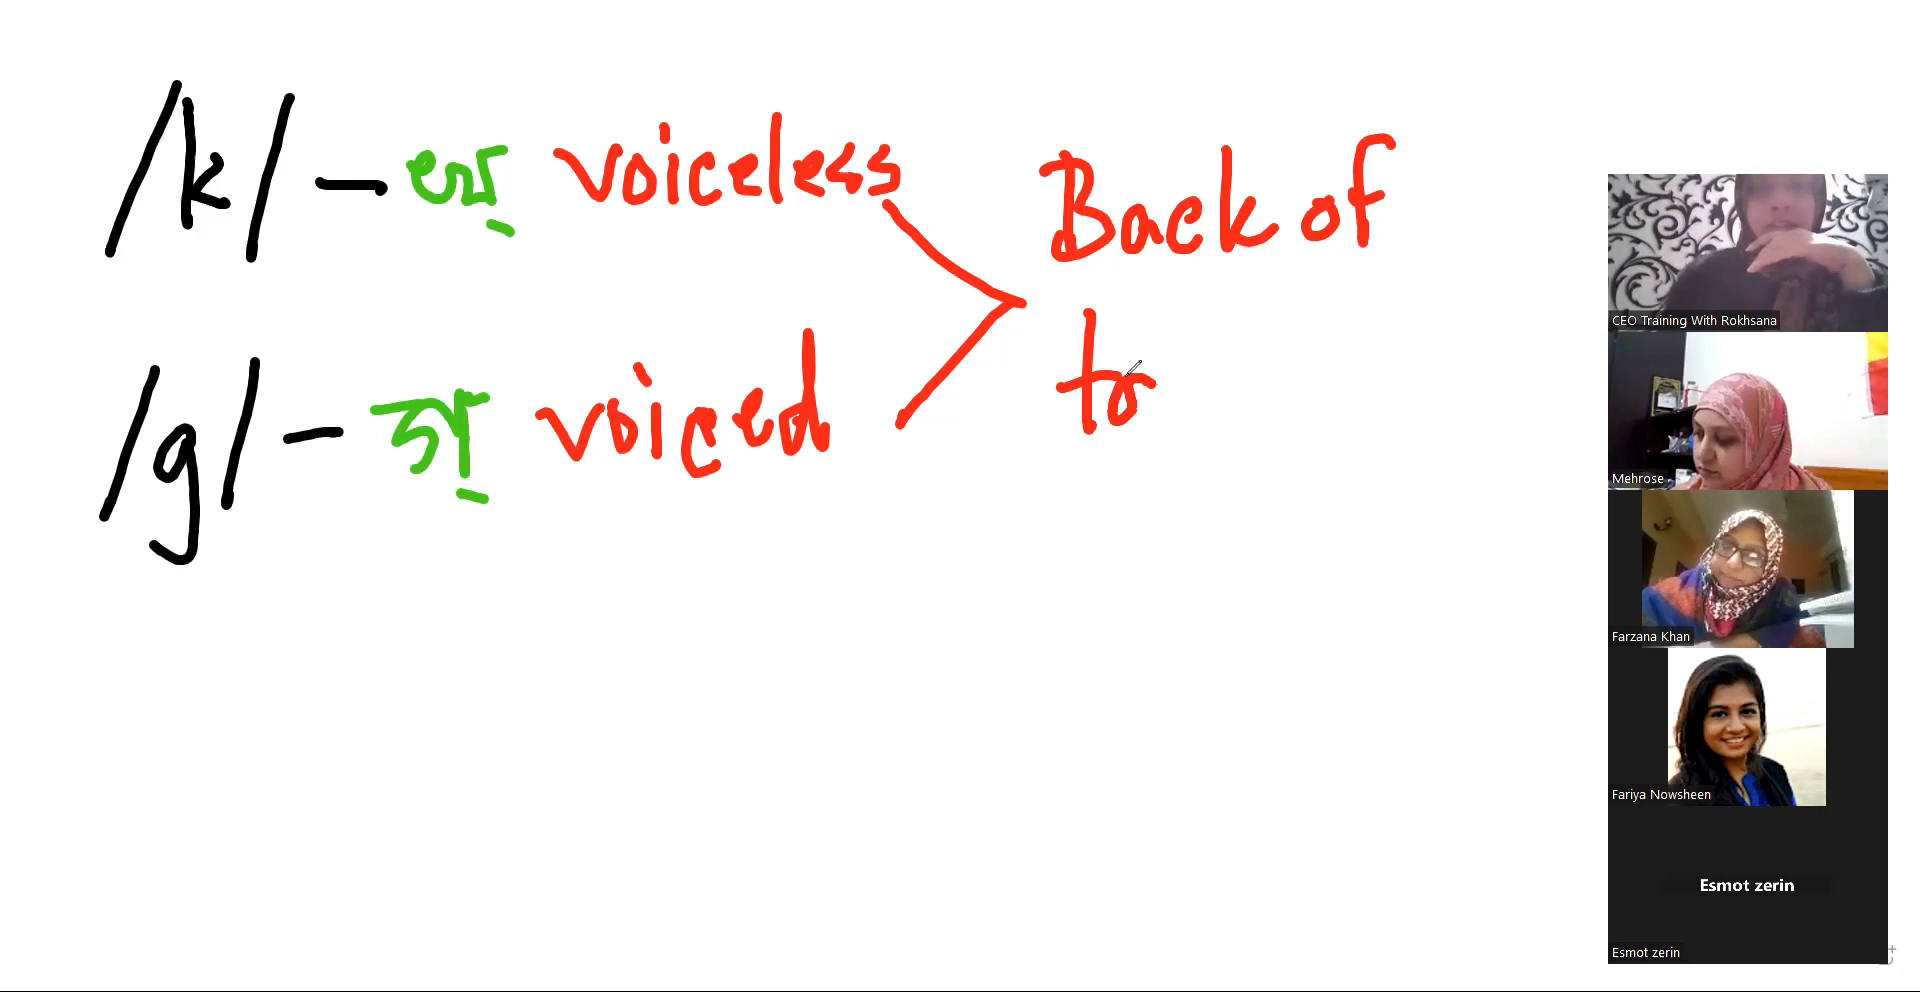 /k/ – voiceless
Back of
/g/ – voiced
to
CEO Training With Rokhsana
Mehrose
Farzana Khan
Fariya Nowsheen
Esmot zerin
Esmot zerin